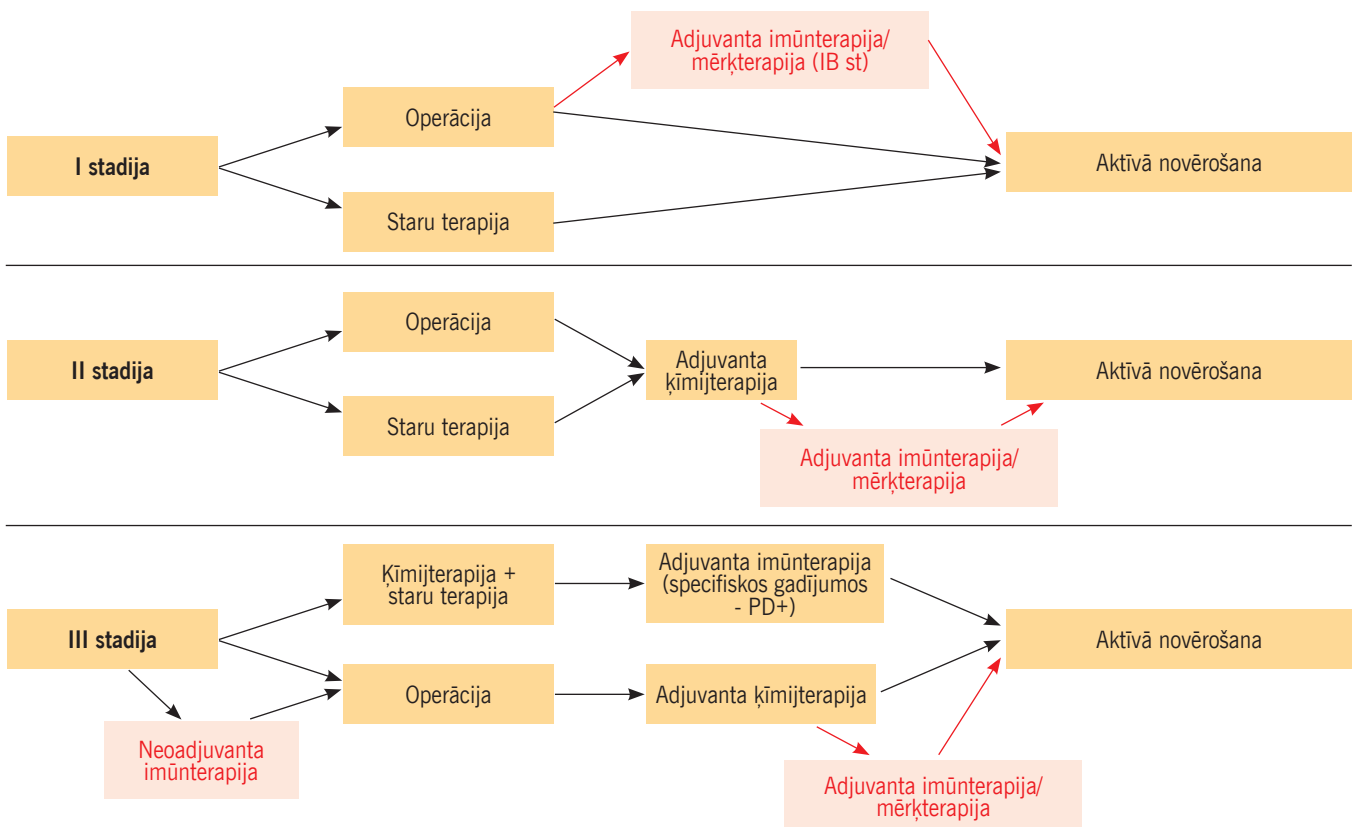 Adjuvanta imūnterapija/
mērķterapija (IB st)
Operācija
I stadija
Aktīvā novērošana
Staru terapija
Operācija
II stadija
Adjuvanta
ķīmijterapija
Aktīvā novērošana
Staru terapija
Adjuvanta imūnterapija/
mērķterapija
Ķīmijterapija +
staru terapija
Adjuvanta imūnterapija
(specifiskos gadījumos
- PD+)
III stadija
Aktīvā novērošana
Operācija
Adjuvanta ķīmijterapija
Neoadjuvanta
imūnterapija
Adjuvanta imūnterapija/
mērķterapija